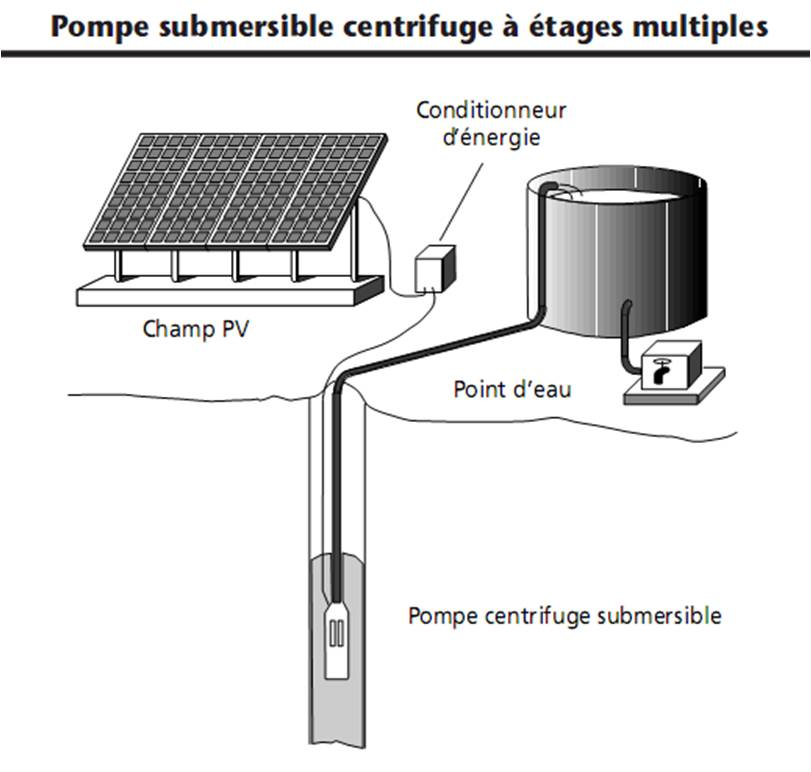 Pompe submersible centrifuge à étages multiples
Conditionneur
d'énergie
Champ PV
Point d'eau
Pompe centrifuge submersible